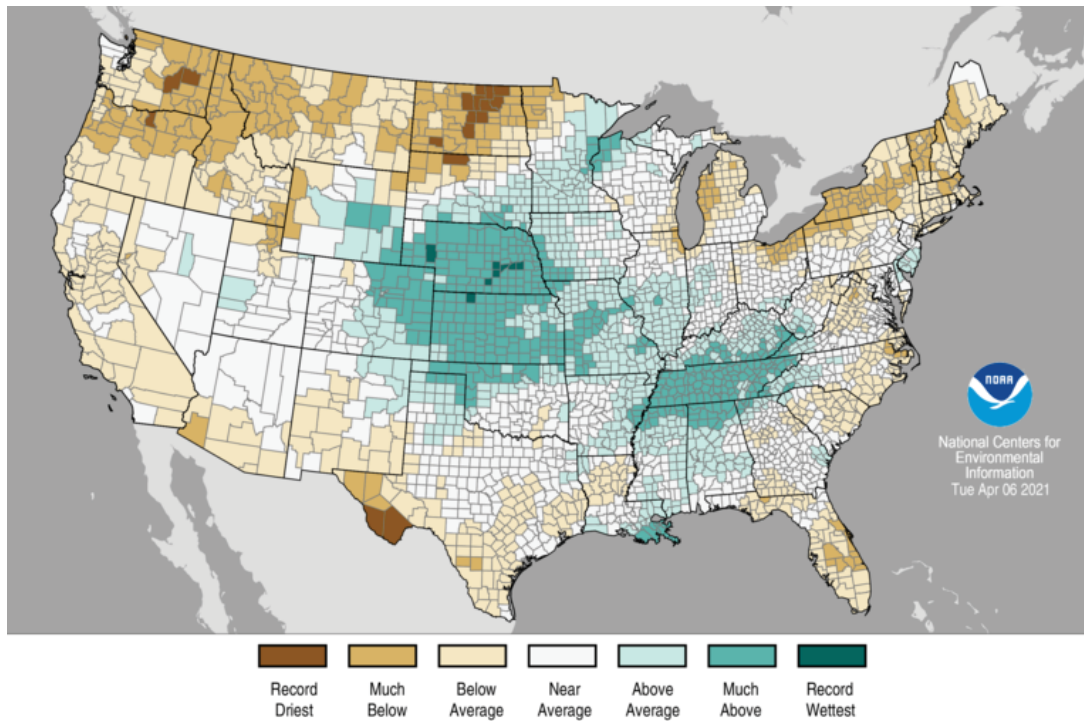 NOAA
National Centers for
Environmental
Information
Tue Apr 06 2021
Record
Driest
Much
Below
Below
Average
Near
Average
Above
Average
Much
Above
Record
Wettest